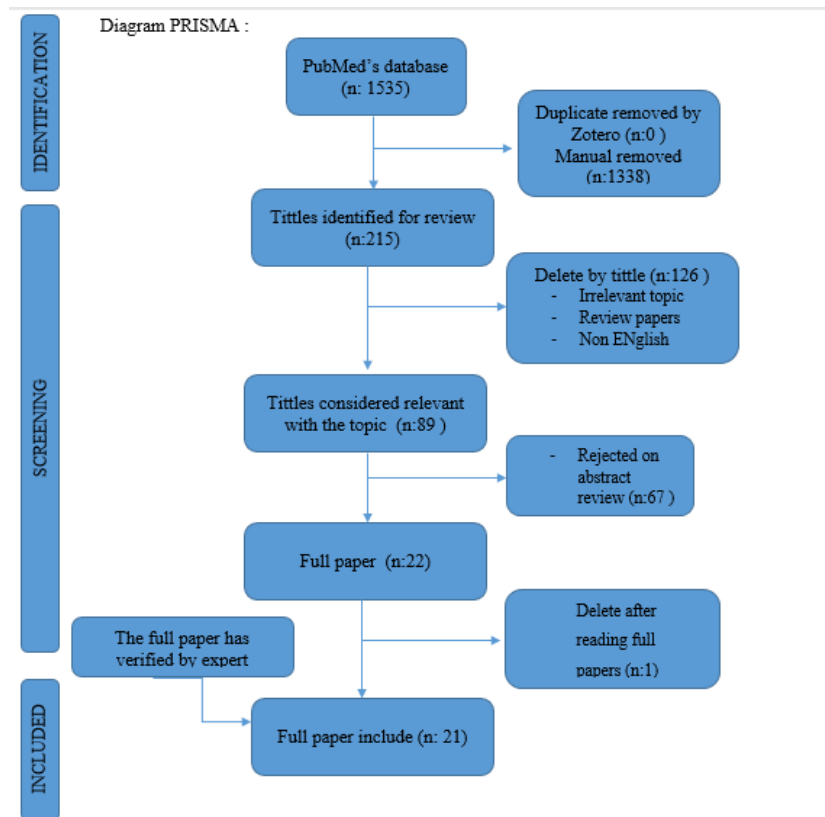 Diagram PRISMA :
IDENTIFICATION
PubMed's database
(n: 1535)
Duplicate removed by
Zotero (n:0 )
Manual removed
(n:1338)
Tittles identified for review
(n:215)
SCREENING
Delete by tittle (n:126 )
- Irrelevant topic
- Review papers
- Non ENglish
Tittles considered relevant
with the topic (n:89 )
- Rejected on
abstract
review (n:67 )
Full paper (n:22)
The full paper has
verified by expert
Delete after
reading full
papers (n:1)
INCLUDED
Full paper include (n: 21)